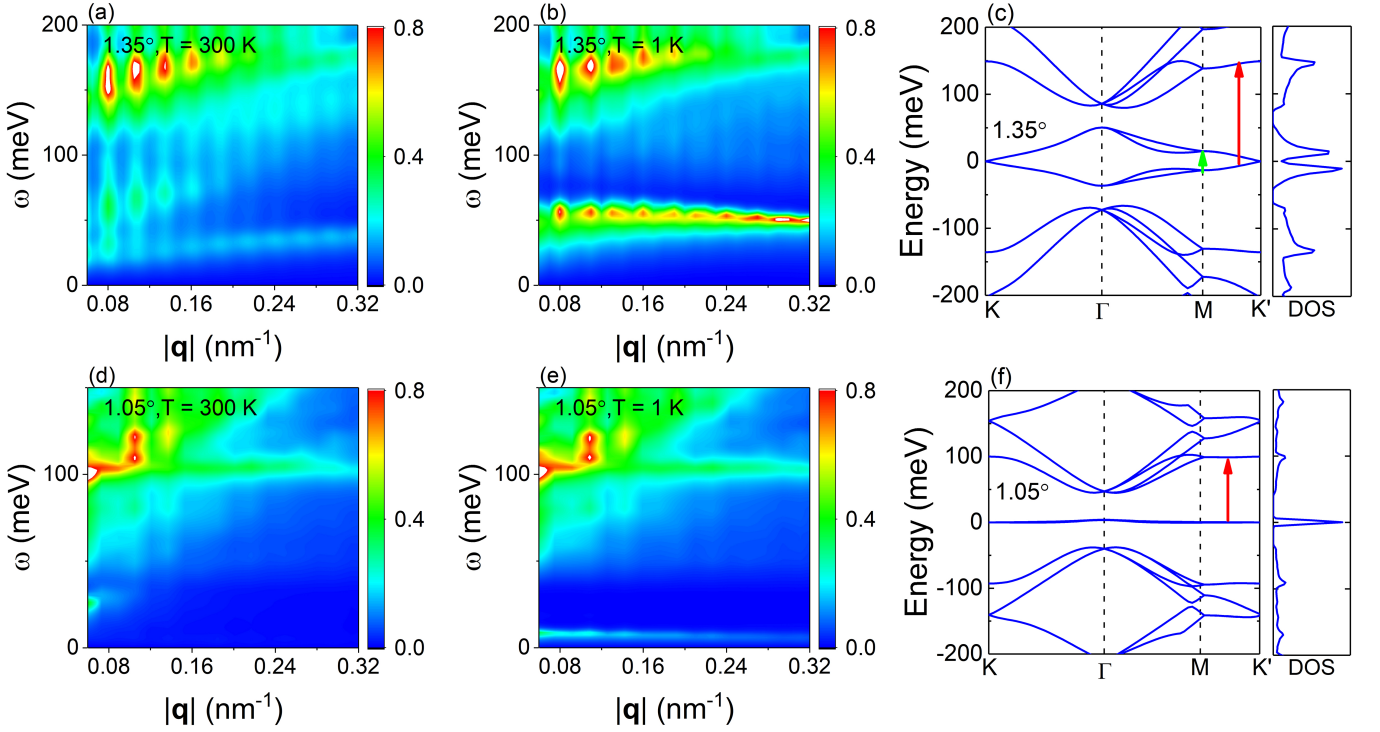 (a)
1.35°,T = 300 K
ω (meV)
200
100
0
0.08 0.16 0.24 0.32
|q| (nm⁻¹)
0.8
0.4
0.0
(b)
1.35°,T = 1 K
ω (meV)
200
100
0
0.08 0.16 0.24 0.32
|q| (nm⁻¹)
0.8
0.4
0.0
(c)
1.35°
Energy (meV)
200
100
0
-100
-200
K Γ M K' DOS
(d)
1.05°,T = 300 K
ω (meV)
100
0
0.08 0.16 0.24 0.32
|q| (nm⁻¹)
0.8
0.4
0.0
(e)
1.05°,T = 1 K
ω (meV)
100
0
0.08 0.16 0.24 0.32
|q| (nm⁻¹)
0.8
0.4
0.0
(f)
1.05°
Energy (meV)
200
100
0
-100
-200
K Γ M K' DOS